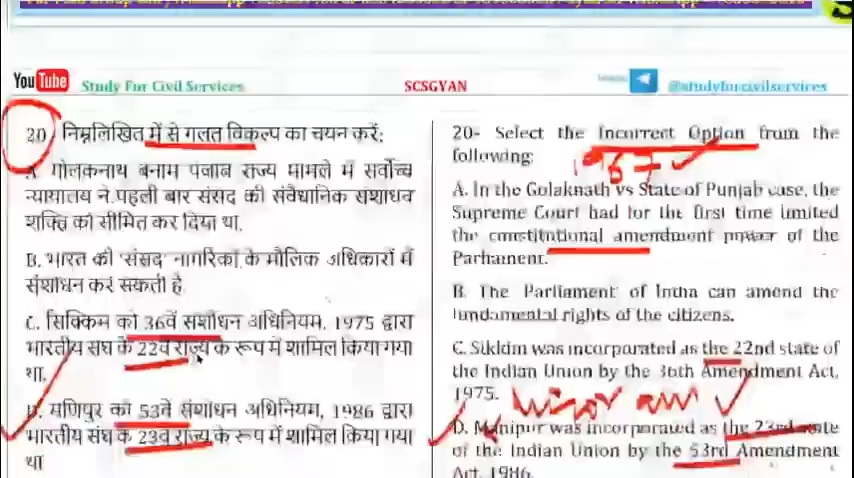 YouTube
Study For Civil Services
SCSGYAN
@studyforcivilservices
20- निम्नलिखित में से गलत विकल्प का चयन करें:
A. गोलकनाथ बनाम पंजाब राज्य मामले में सर्वोच्च
न्यायालय ने पहली बार संसद की संवैधानिक संशोधन
शक्ति को सीमित कर दिया था.
B. भारत की 'संसद' नागरिकों के मौलिक अधिकारों में
संशोधन कर सकती है
C. सिक्किम को 36वें संशोधन अधिनियम, 1975 द्वारा
भारतीय संघ के 22वें राज्य के रूप में शामिल किया गया
था.
D. मणिपुर को 53वें संशोधन अधिनियम, 1986 द्वारा
भारतीय संघ के 23वें राज्य के रूप में शामिल किया गया
था
20- Select the Incorrect Option from the
following:
1967
A. In the Golaknath vs State of Punjab case, the
Supreme Court had for the first time limited
the constitutional amendment power of the
Parliament.
B. The Parliament of India can amend the
fundamental rights of the citizens.
C. Sikkim was incorporated as the 22nd state of
the Indian Union by the 36th Amendment Act,
1975.
D. Manipur was incorporated as the 23rd state
of the Indian Union by the 53rd Amendment
Act, 1986.